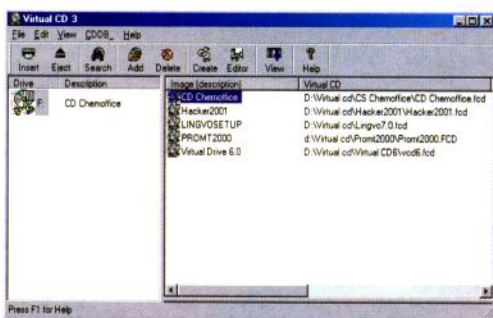 Virtual CD 3
File Edit View CDDB_ Help
Insert Eject Search Add Delete Create Editor View Help
Drive Description Image (description) Virtual CD
F: CD Chemoffice
CD Chemoffice D:\Virtual cd\CS Chemoffice\CD Chemoffice.fcd
Hacker2001 D:\Virtual cd\Hacker2001\Hacker2001.fcd
LINGVOSETUP D:\Virtual cd\Lingvo7.0.fcd
PROMT2000 d:\Virtual cd\Promt2000\Promt2000.FCD
Virtual Drive 6.0 D:\Virtual cd\Virtual CD6\vcd6.fcd
Press F1 for Help